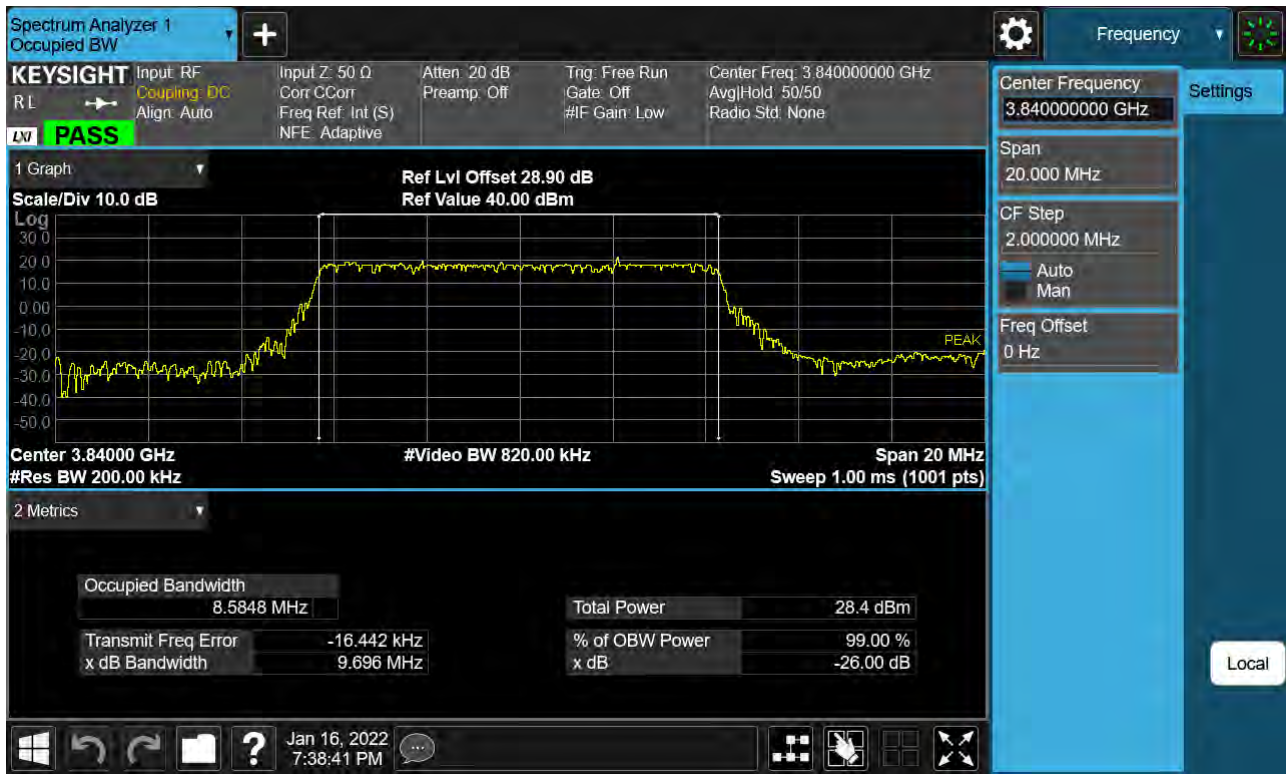 Spectrum Analyzer 1
Occupied BW
+
Frequency
KEYSIGHT
RL
LXI
PASS
Input: RF
Coupling: DC
Align: Auto
Input Z: 50 Ω
Corr CCorr
Freq Ref: Int (S)
NFE: Adaptive
Atten: 20 dB
Preamp: Off
Trig: Free Run
Gate: Off
#IF Gain: Low
Center Freq: 3.840000000 GHz
Avg|Hold: 50/50
Radio Std: None
Center Frequency
3.840000000 GHz
Settings
Span
20.000 MHz
CF Step
2.000000 MHz
Auto
Man
Freq Offset
0 Hz
Local
1 Graph
Scale/Div 10.0 dB
Ref Lvl Offset 28.90 dB
Ref Value 40.00 dBm
Log
30.0
20.0
10.0
0.00
-10.0
-20.0
-30.0
-40.0
-50.0
PEAK
Center 3.84000 GHz
#Video BW 820.00 kHz
Span 20 MHz
#Res BW 200.00 kHz
Sweep 1.00 ms (1001 pts)
2 Metrics
Occupied Bandwidth
8.5848 MHz
Total Power 28.4 dBm
Transmit Freq Error -16.442 kHz
% of OBW Power 99.00 %
x dB Bandwidth 9.696 MHz
x dB -26.00 dB
?
Jan 16, 2022
7:38:41 PM